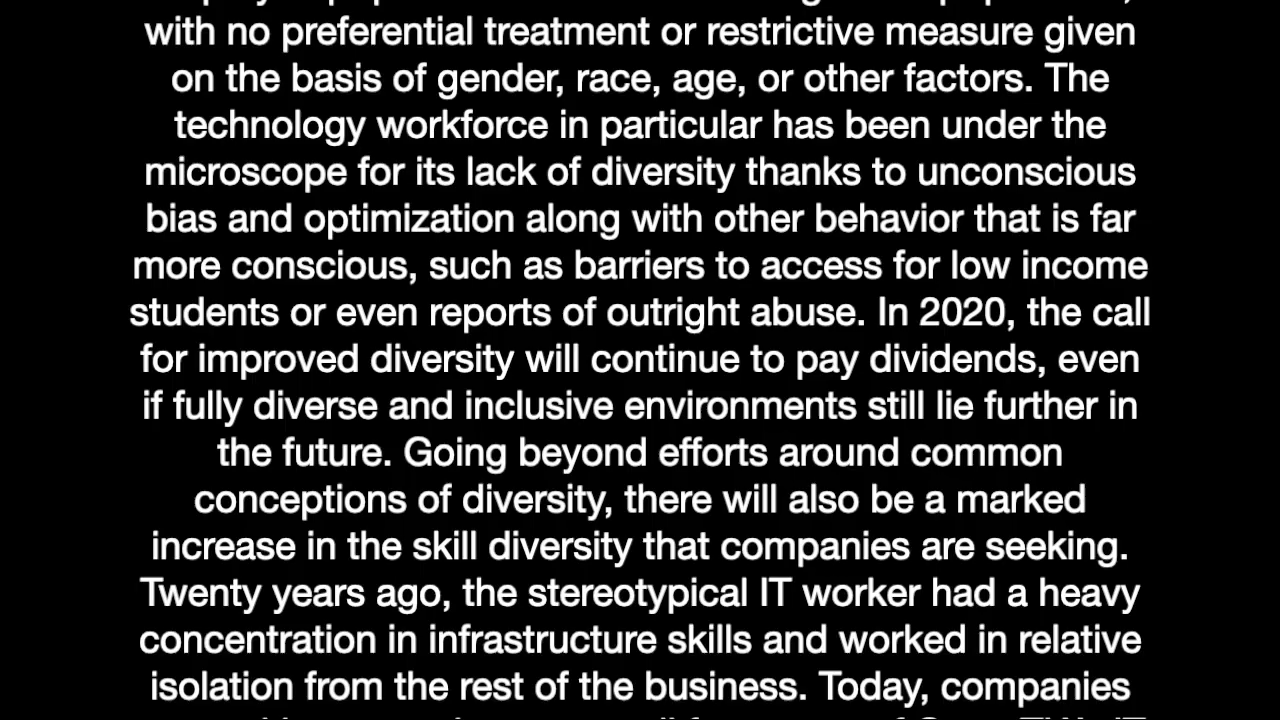 with no preferential treatment or restrictive measure given
on the basis of gender, race, age, or other factors. The
technology workforce in particular has been under the
microscope for its lack of diversity thanks to unconscious
bias and optimization along with other behavior that is far
more conscious, such as barriers to access for low income
students or even reports of outright abuse. In 2020, the call
for improved diversity will continue to pay dividends, even
if fully diverse and inclusive environments still lie further in
the future. Going beyond efforts around common
conceptions of diversity, there will also be a marked
increase in the skill diversity that companies are seeking.
Twenty years ago, the stereotypical IT worker had a heavy
concentration in infrastructure skills and worked in relative
isolation from the rest of the business. Today, companies